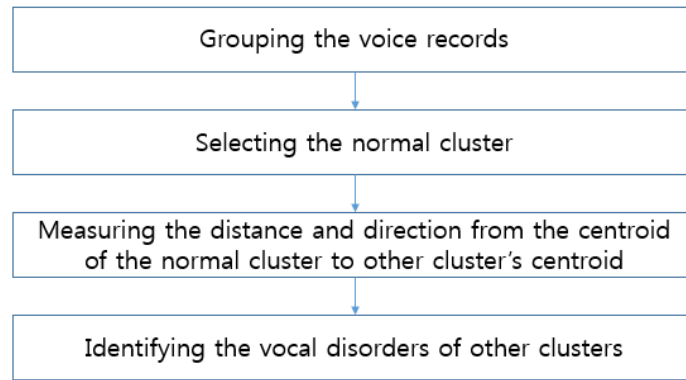 Grouping the voice records
Selecting the normal cluster
Measuring the distance and direction from the centroid
of the normal cluster to other cluster's centroid
Identifying the vocal disorders of other clusters